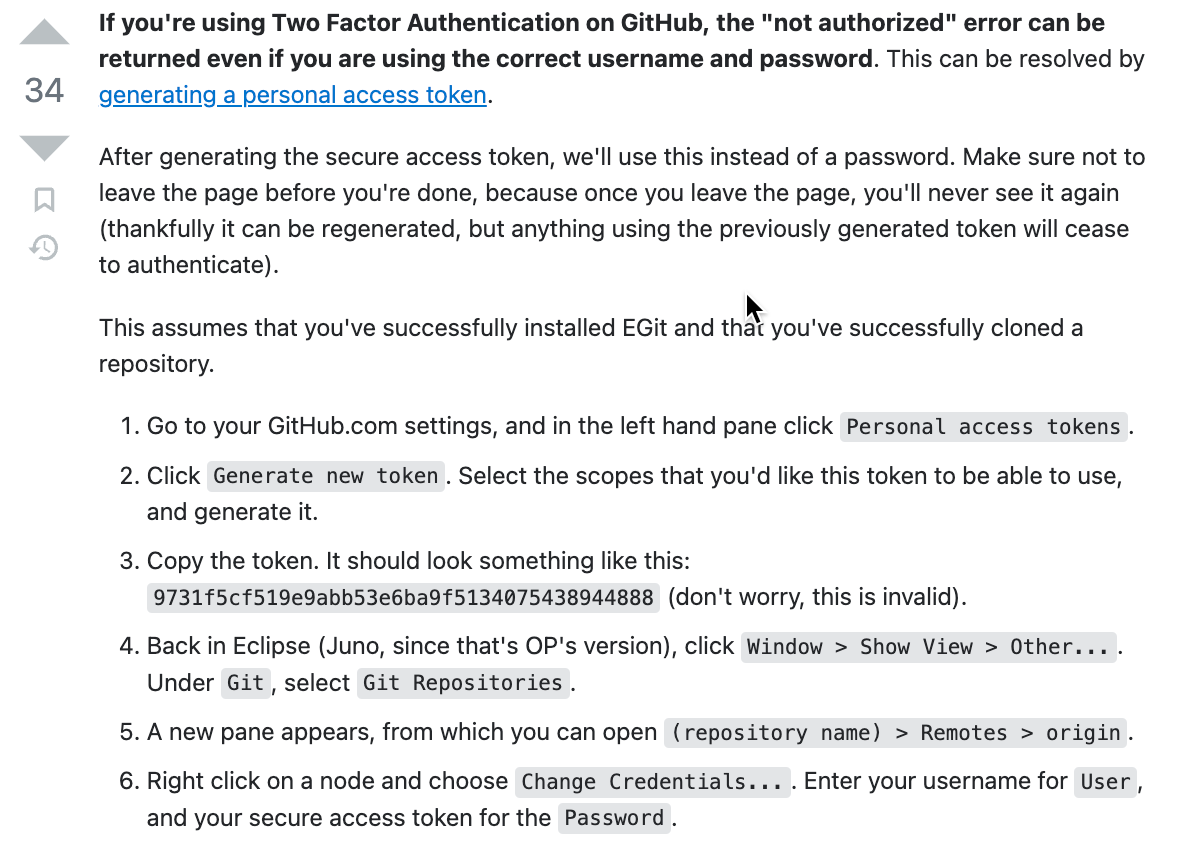 If you're using Two Factor Authentication on GitHub, the "not authorized" error can be
returned even if you are using the correct username and password. This can be resolved by
34
generating a personal access token.
After generating the secure access token, we'll use this instead of a password. Make sure not to
leave the page before you're done, because once you leave the page, you'll never see it again
(thankfully it can be regenerated, but anything using the previously generated token will cease
to authenticate).
This assumes that you've successfully installed EGit and that you've successfully cloned a
repository.
1. Go to your GitHub.com settings, and in the left hand pane click Personal access tokens.
2. Click Generate new token. Select the scopes that you'd like this token to be able to use,
and generate it.
3. Copy the token. It should look something like this:
9731f5cf519e9abb53e6ba9f5134075438944888 (don't worry, this is invalid).
4. Back in Eclipse (Juno, since that's OP's version), click Window > Show View > Other....
Under Git, select Git Repositories.
5. A new pane appears, from which you can open (repository name) > Remotes > origin.
6. Right click on a node and choose Change Credentials.... Enter your username for User,
and your secure access token for the Password.